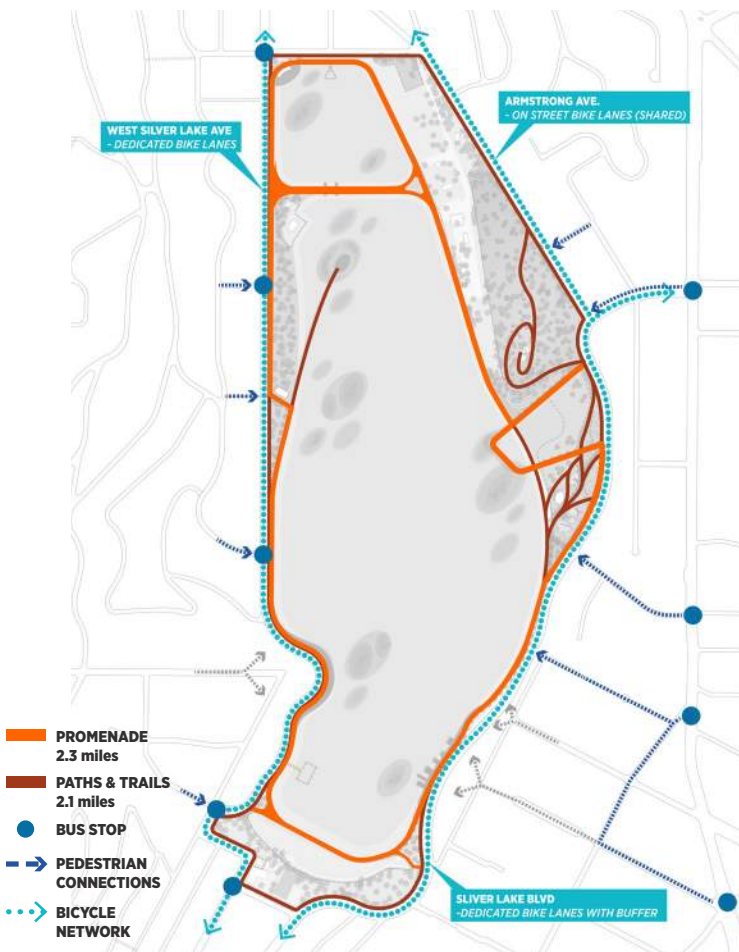 WEST SILVER LAKE AVE
- DEDICATED BIKE LANES
ARMSTRONG AVE.
- ON STREET BIKE LANES (SHARED)
PROMENADE
2.3 miles
PATHS & TRAILS
2.1 miles
BUS STOP
PEDESTRIAN
CONNECTIONS
BICYCLE
NETWORK
SLIVER LAKE BLVD
-DEDICATED BIKE LANES WITH BUFFER